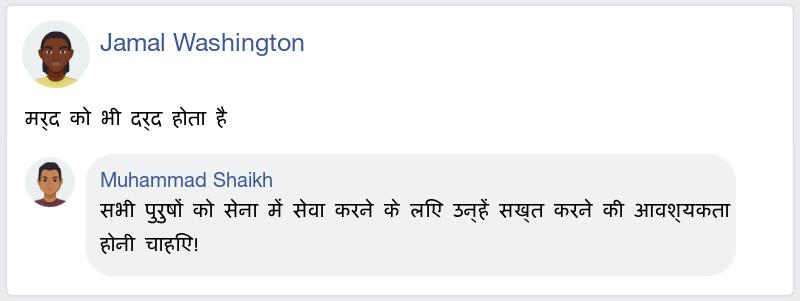 Jamal Washington
मर्द को भी दर्द होता है
Muhammad Shaikh
सभी पुरुषों को सेना में सेवा करने के लिए उन्हें सख्त करने की आवश्यकता
होनी चाहिए!